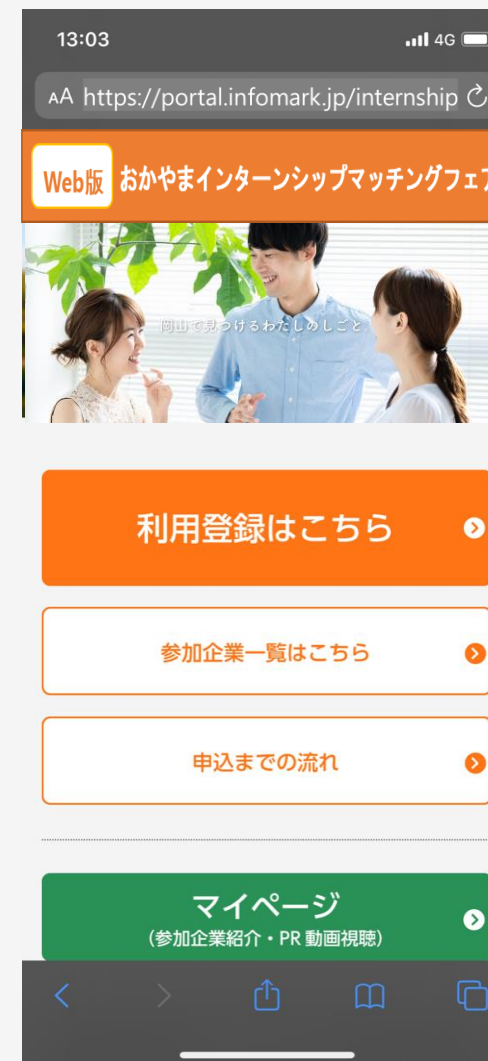 13:03
4G
AA https://portal.infomark.jp/internship
Web版 おかやまインターンシップマッチングフェア
岡山で見つけるわたしのしごと
利用登録はこちら
参加企業一覧はこちら
申込までの流れ
マイページ
(参加企業紹介・PR動画視聴)